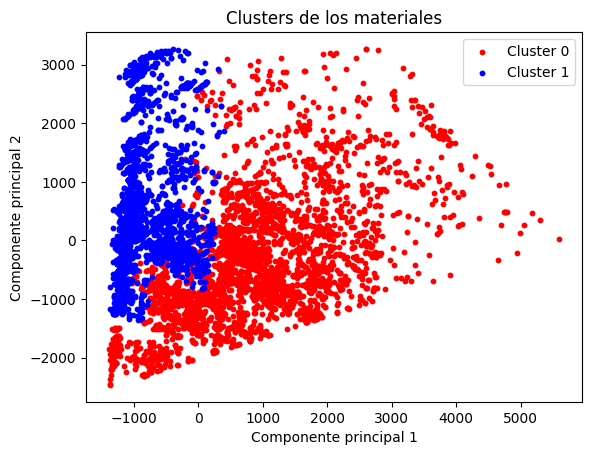 Clusters de los materiales
Cluster 0
Cluster 1
Componente principal 2
3000
2000
1000
0
−1000
−2000
−1000
0
1000
2000
3000
4000
5000
Componente principal 1